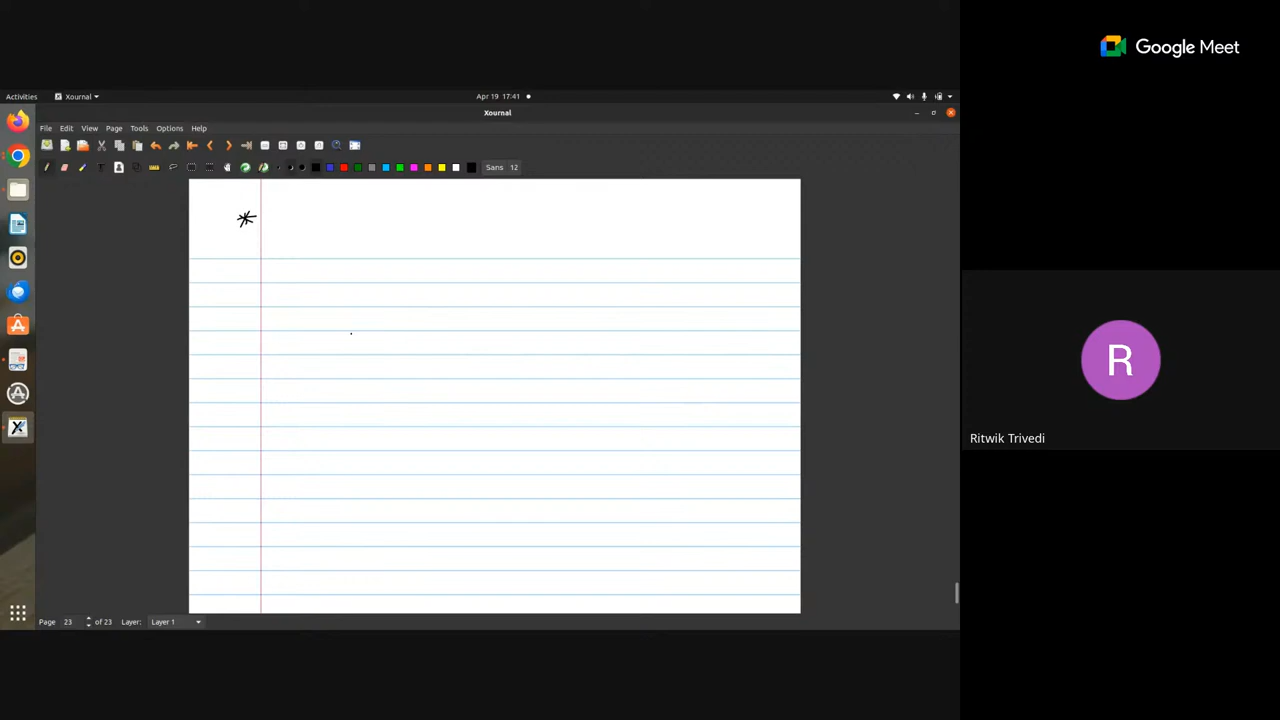 Google Meet
Activities
Xournal
Apr 19 17:41
Xournal
File Edit View Page Tools Options Help
Sans 12
*
R
Ritwik Trivedi
Page 23 of 23 Layer: Layer 1